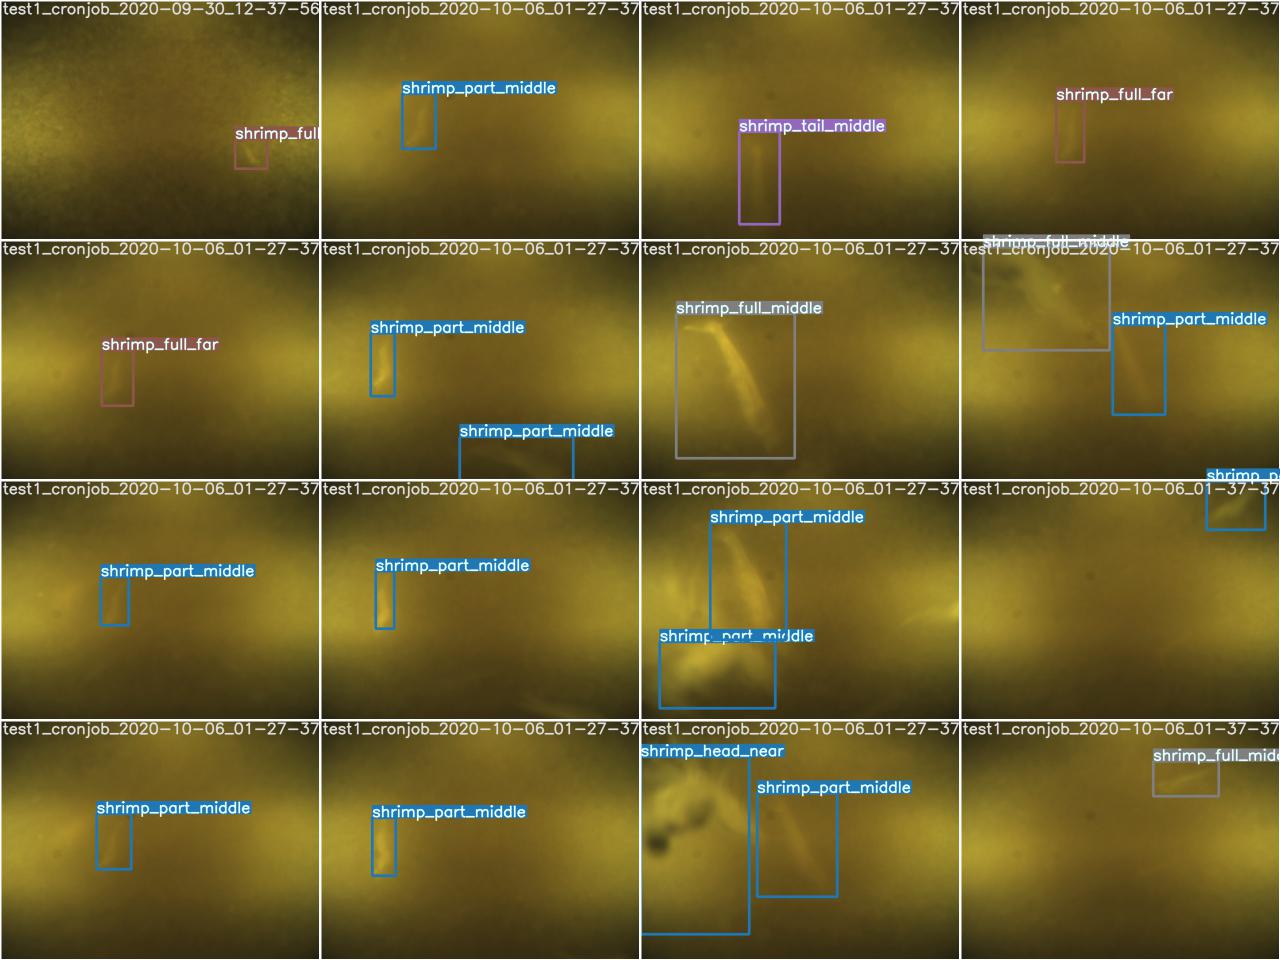 test1_cronjob_2020-09-30_12-37-56
shrimp_full
test1_cronjob_2020-10-06_01-27-37
shrimp_part_middle
test1_cronjob_2020-10-06_01-27-37
shrimp_tail_middle
test1_cronjob_2020-10-06_01-27-37
shrimp_full_far
test1_cronjob_2020-10-06_01-27-37
shrimp_full_far
test1_cronjob_2020-10-06_01-27-37
shrimp_part_middle
shrimp_part_middle
test1_cronjob_2020-10-06_01-27-37
shrimp_full_middle
shrimp_full_middle
test1_cronjob_2020-10-06_01-27-37
shrimp_part_middle
test1_cronjob_2020-10-06_01-27-37
shrimp_part_middle
test1_cronjob_2020-10-06_01-27-37
shrimp_part_middle
test1_cronjob_2020-10-06_01-27-37
shrimp_part_middle
shrimp_part_middle
shrimp_p
test1_cronjob_2020-10-06_01-37-37
test1_cronjob_2020-10-06_01-27-37
shrimp_part_middle
test1_cronjob_2020-10-06_01-27-37
shrimp_part_middle
test1_cronjob_2020-10-06_01-27-37
shrimp_head_near
shrimp_part_middle
test1_cronjob_2020-10-06_01-37-37
shrimp_full_midd